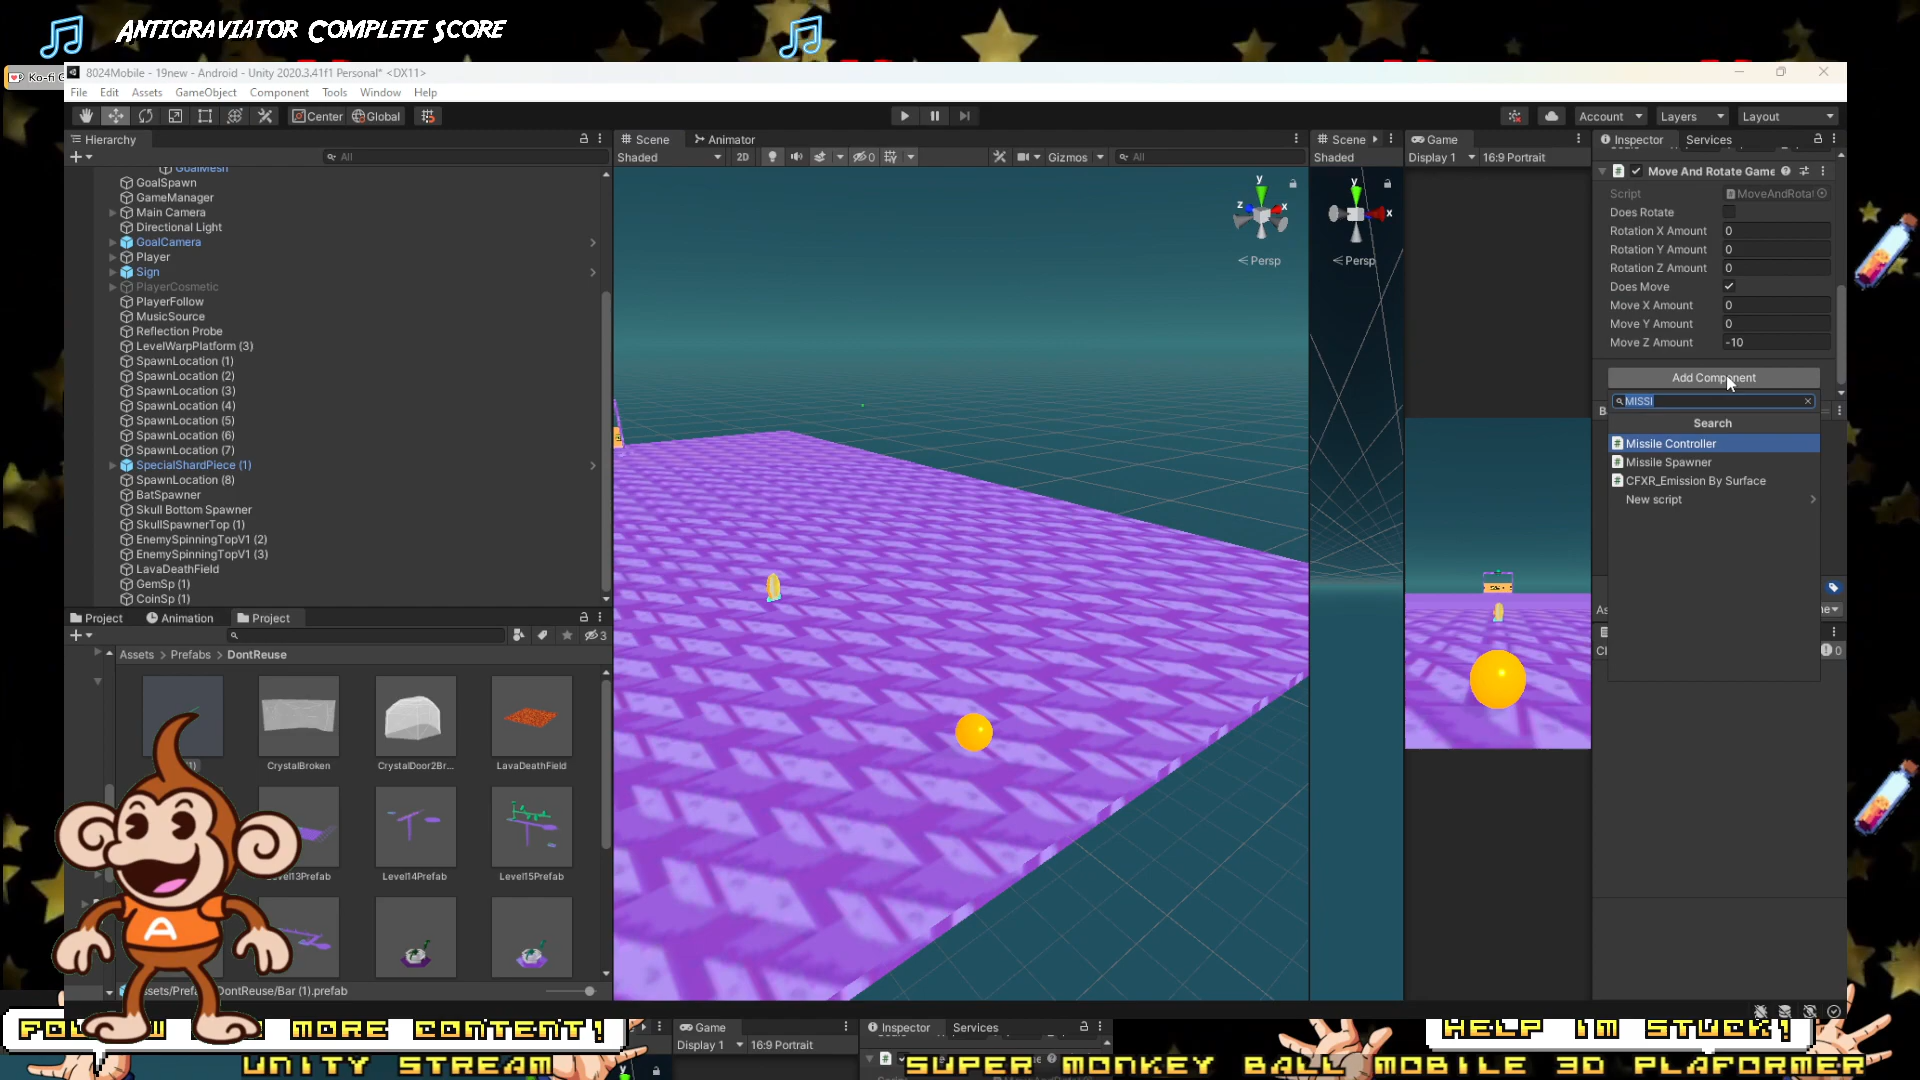 Antigraviator Complete Score
Ko-fi G
8024Mobile - 19new - Android - Unity 2020.3.41f1 Personal* <DX11>
File Edit Assets GameObject Component Tools Window Help
Center Global
Account Layers Layout
Hierarchy
All
GoalMesh
GoalSpawn
GameManager
Main Camera
Directional Light
GoalCamera
Player
Sign
PlayerCosmetic
PlayerFollow
MusicSource
Reflection Probe
LevelWarpPlatform (3)
SpawnLocation (1)
SpawnLocation (2)
SpawnLocation (3)
SpawnLocation (4)
SpawnLocation (5)
SpawnLocation (6)
SpawnLocation (7)
SpecialShardPiece (1)
SpawnLocation (8)
BatSpawner
Skull Bottom Spawner
SkullSpawnerTop (1)
EnemySpinningTopV1 (2)
EnemySpinningTopV1 (3)
LavaDeathField
GemSp (1)
CoinSp (1)
Project Animation Project
3
Assets > Prefabs > DontReuse
CrystalBroken CrystalDoor2Br... LavaDeathField
Level13Prefab Level14Prefab Level15Prefab
Assets/Prefabs/DontReuse/Bar (1).prefab
Scene Animator
Shaded 2D 0 Gizmos All
y z x
Persp
Scene
Shaded
y x
Persp
Game
Display 1 16:9 Portrait
Inspector Services
Move And Rotate Game
Script MoveAndRotat
Does Rotate
Rotation X Amount 0
Rotation Y Amount 0
Rotation Z Amount 0
Does Move
Move X Amount 0
Move Y Amount 0
Move Z Amount -10
Add Component
MISSI
Search
Missile Controller
Missile Spawner
CFXR_Emission By Surface
New script
0
A
MORE CONTENT!
Game
Display 1 16:9 Portrait
Inspector Services
HELP IM STUCK!
UNITY STREAM
SUPER MONKEY BALL MOBILE 3D PLAFORMER